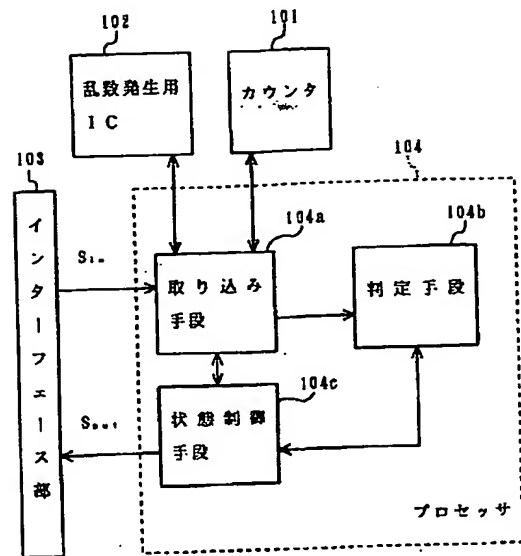 102
101
乱数発生用
IC
カウンタ
103
104
インターフェース部
104a
104b
Sin
取り込み
手段
判定手段
104c
Sout
状態制御
手段
プロセッサ